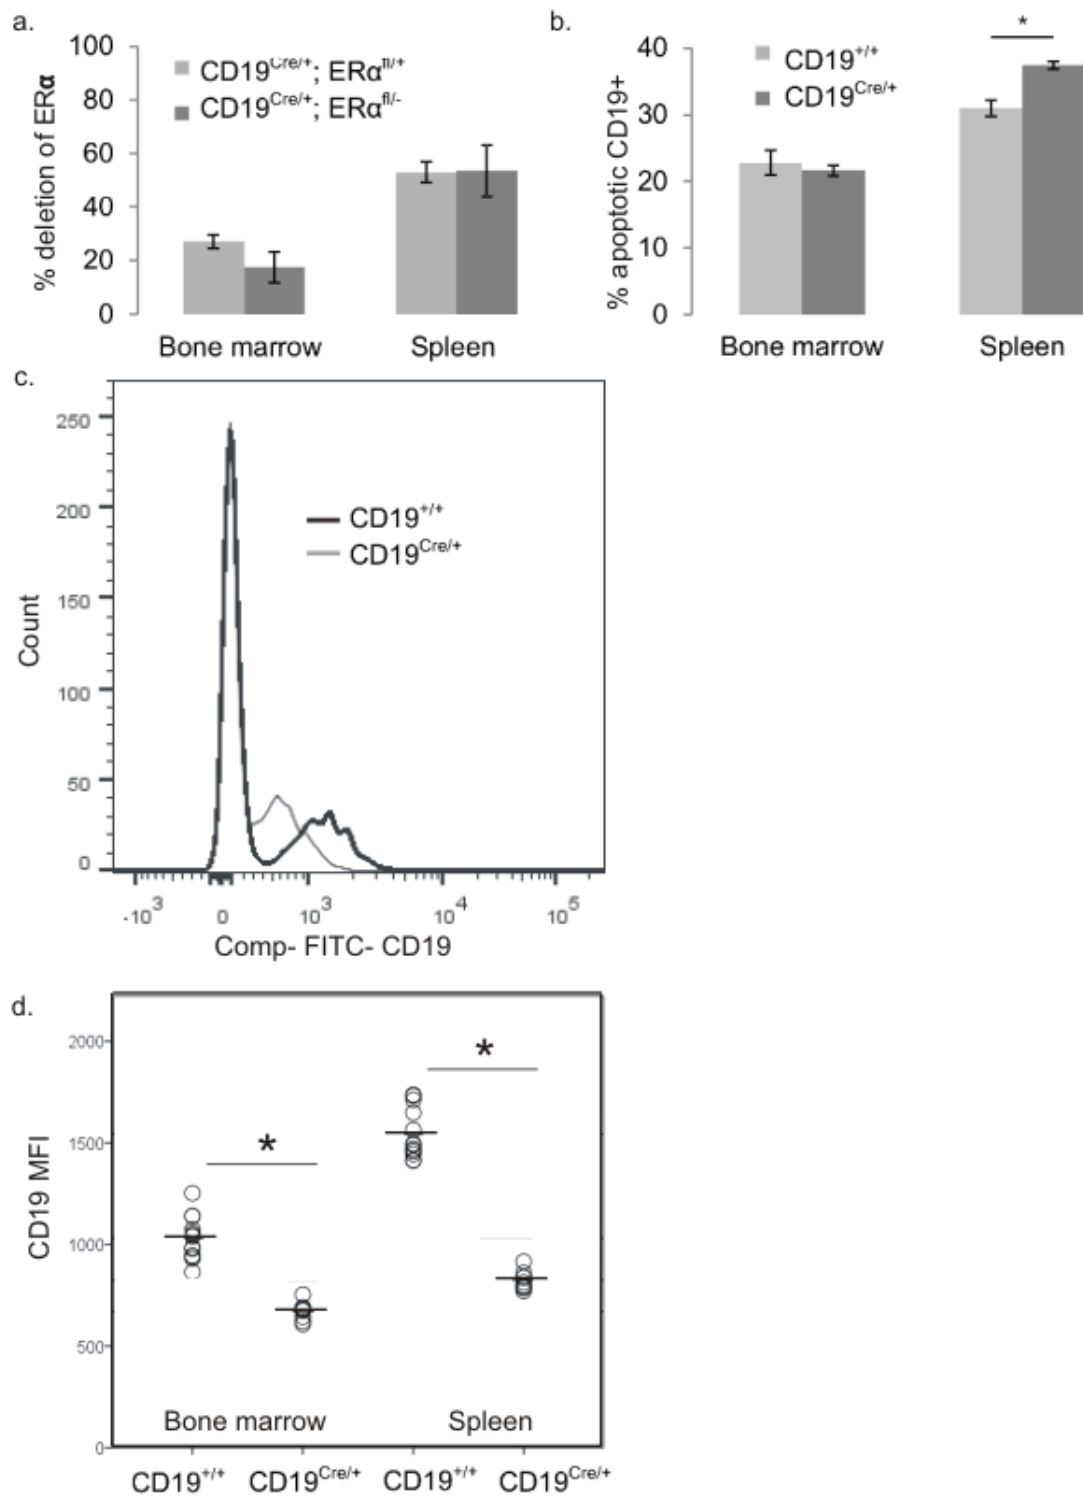 a.
% deletion of ERα
100
80
60
40
20
0
CD19Cre/+; ERαfl/+
CD19Cre/+; ERαfl/-
Bone marrow
Spleen
b.
% apoptotic CD19+
40
30
20
10
0
CD19+/+
CD19Cre/+
*
Bone marrow
Spleen
c.
Count
250
200
150
100
50
0
CD19+/+
CD19Cre/+
-103 0 103 104 105
Comp- FITC- CD19
d.
CD19 MFI
2000
1500
1000
500
0
*
*
Bone marrow
Spleen
CD19+/+ CD19Cre/+ CD19+/+ CD19Cre/+